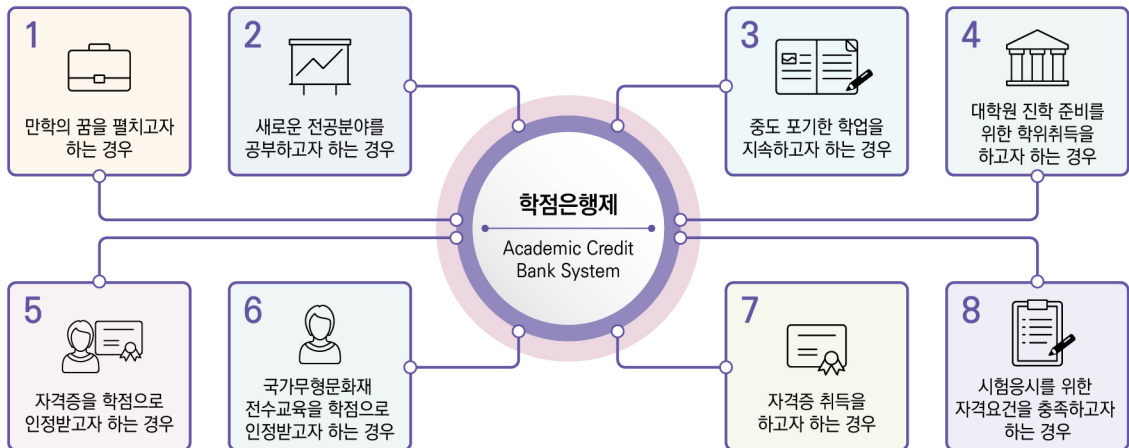 1
만학의 꿈을 펼치고자
하는 경우
2
새로운 전공분야를
공부하고자 하는 경우
3
중도 포기한 학업을
지속하고자 하는 경우
4
대학원 진학 준비를
위한 학위취득을
하고자 하는 경우
학점은행제
Academic Credit
Bank System
5
자격증을 학점으로
인정받고자 하는 경우
6
국가무형문화재
전수교육을 학점으로
인정받고자 하는 경우
7
자격증 취득을
하고자 하는 경우
8
시험응시를 위한
자격요건을 충족하고자
하는 경우